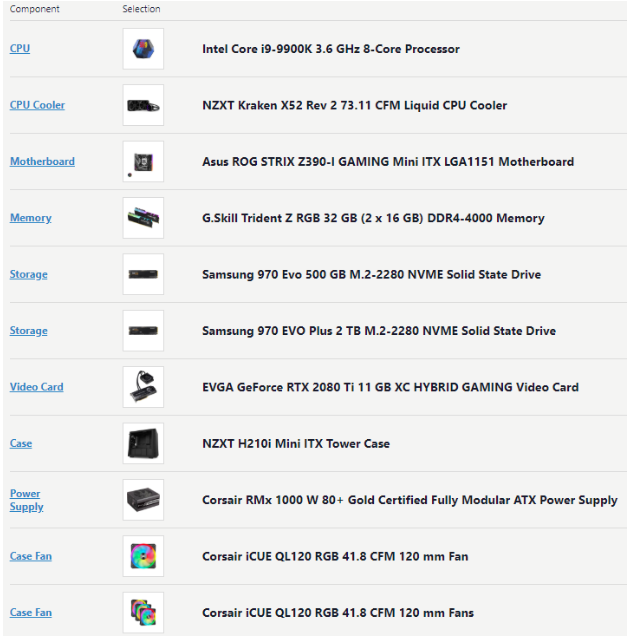 Component Selection
CPU Intel Core i9-9900K 3.6 GHz 8-Core Processor
CPU Cooler NZXT Kraken X52 Rev 2 73.11 CFM Liquid CPU Cooler
Motherboard Asus ROG STRIX Z390-I GAMING Mini ITX LGA1151 Motherboard
Memory G.Skill Trident Z RGB 32 GB (2 x 16 GB) DDR4-4000 Memory
Storage Samsung 970 Evo 500 GB M.2-2280 NVME Solid State Drive
Storage Samsung 970 EVO Plus 2 TB M.2-2280 NVME Solid State Drive
Video Card EVGA GeForce RTX 2080 Ti 11 GB XC HYBRID GAMING Video Card
Case NZXT H210i Mini ITX Tower Case
Power
Supply Corsair RMx 1000 W 80+ Gold Certified Fully Modular ATX Power Supply
Case Fan Corsair iCUE QL120 RGB 41.8 CFM 120 mm Fan
Case Fan Corsair iCUE QL120 RGB 41.8 CFM 120 mm Fans